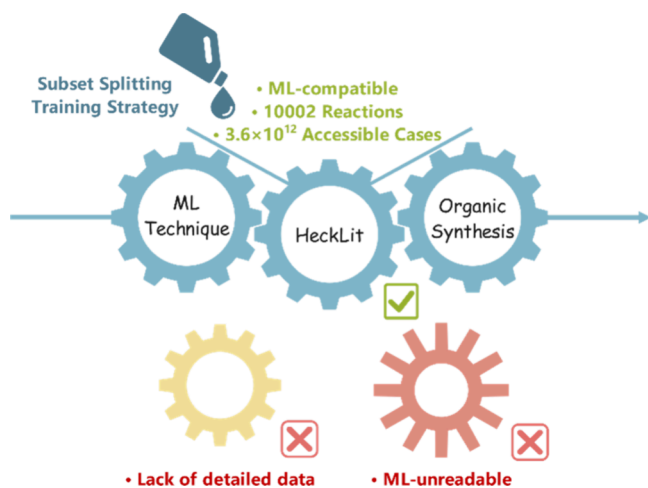 Subset Splitting
Training Strategy
• ML-compatible
• 10002 Reactions
• 3.6×10¹² Accessible Cases
ML
Technique
HeckLit
Organic
Synthesis
• Lack of detailed data
• ML-unreadable